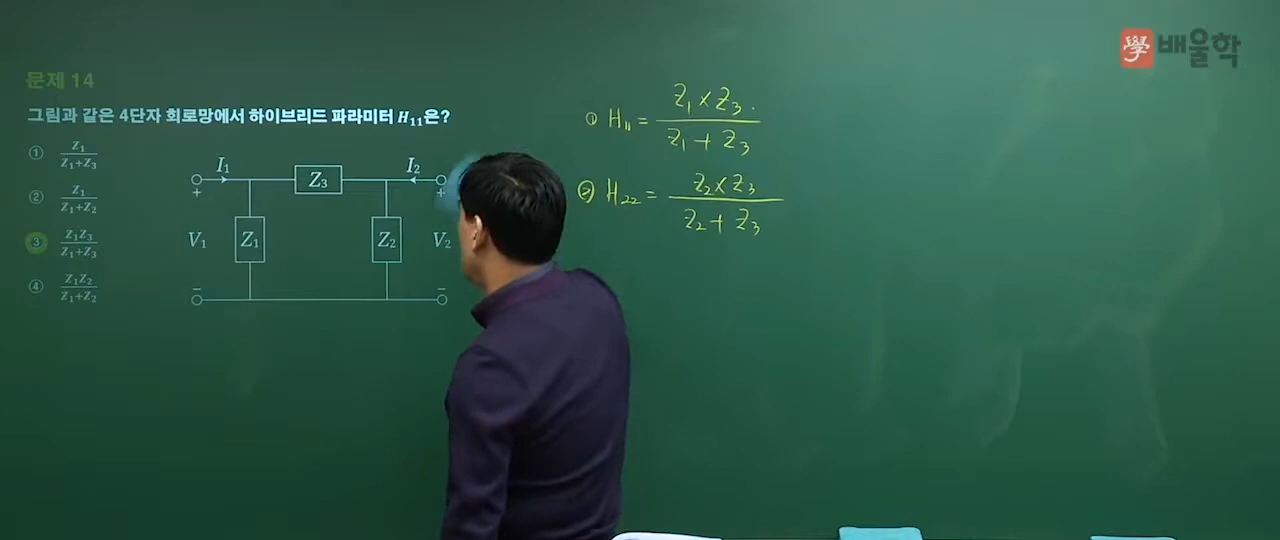 學 배울학
문제 14
그림과 같은 4단자 회로망에서 하이브리드 파라미터 H₁₁은?
① Z₁/(Z₁+Z₃)
② Z₁/(Z₁+Z₂)
③ Z₁Z₃/(Z₁+Z₃)
④ Z₁Z₂/(Z₁+Z₂)
I₁ Z₃ I₂
+ +
V₁ Z₁ Z₂ V₂
− −
① H₁₁ = (Z₁×Z₃)/(Z₁+Z₃)
② H₂₂ = (Z₂×Z₃)/(Z₂+Z₃)